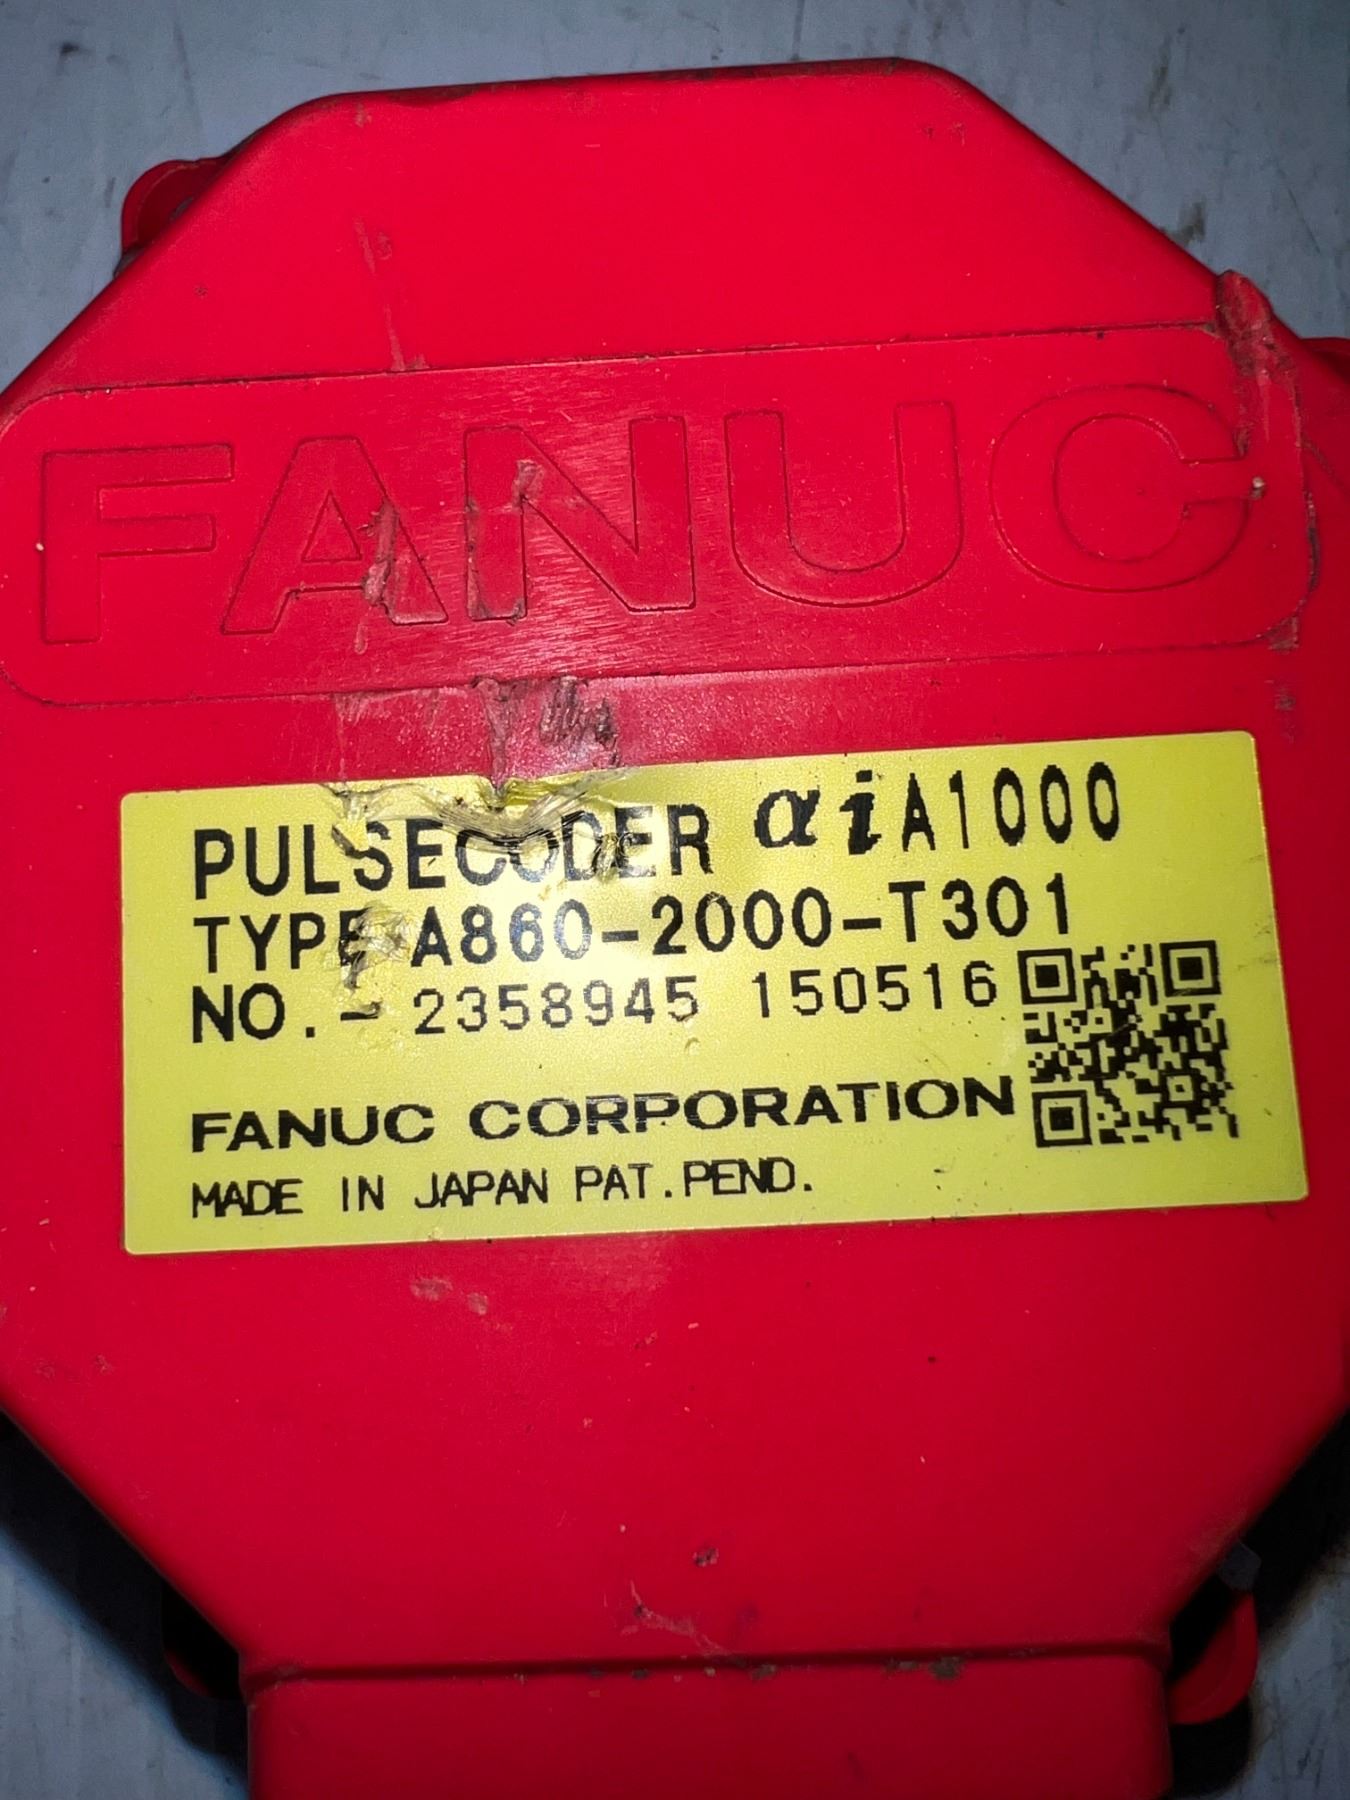 FANUC
PULSECODER αiA1000
TYPE A860-2000-T301
NO.- 2358945 150516
FANUC CORPORATION
MADE IN JAPAN PAT.PEND.